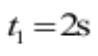 t₁ = 2s